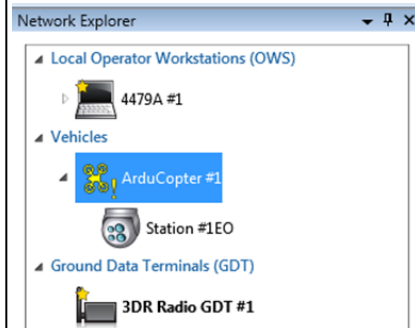 Network Explorer
Local Operator Workstations (OWS)
4479A #1
Vehicles
ArduCopter #1
Station #1EO
Ground Data Terminals (GDT)
3DR Radio GDT #1